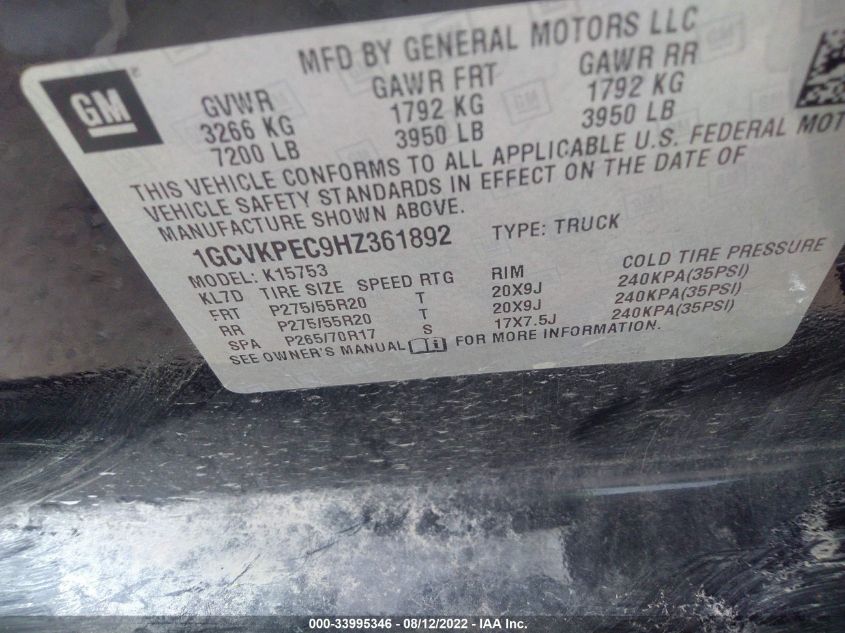 MFD BY GENERAL MOTORS LLC
GM
GVWR GAWR FRT GAWR RR
3266 KG 1792 KG 1792 KG
7200 LB 3950 LB 3950 LB
THIS VEHICLE CONFORMS TO ALL APPLICABLE U.S. FEDERAL MOT
VEHICLE SAFETY STANDARDS IN EFFECT ON THE DATE OF
MANUFACTURE SHOWN ABOVE.
1GCVKPEC9HZ361892 TYPE: TRUCK
MODEL: K15753
KLTD TIRE SIZE SPEED RTG RIM COLD TIRE PRESSURE
FRT P275/55R20 T 20X9J 240KPA(35PSI)
RR P275/55R20 T 20X9J 240KPA(35PSI)
SPA P265/70R17 S 17X7.5J 240KPA(35PSI)
SEE OWNER'S MANUAL FOR MORE INFORMATION.
000-33995346 - 08/12/2022 - IAA Inc.